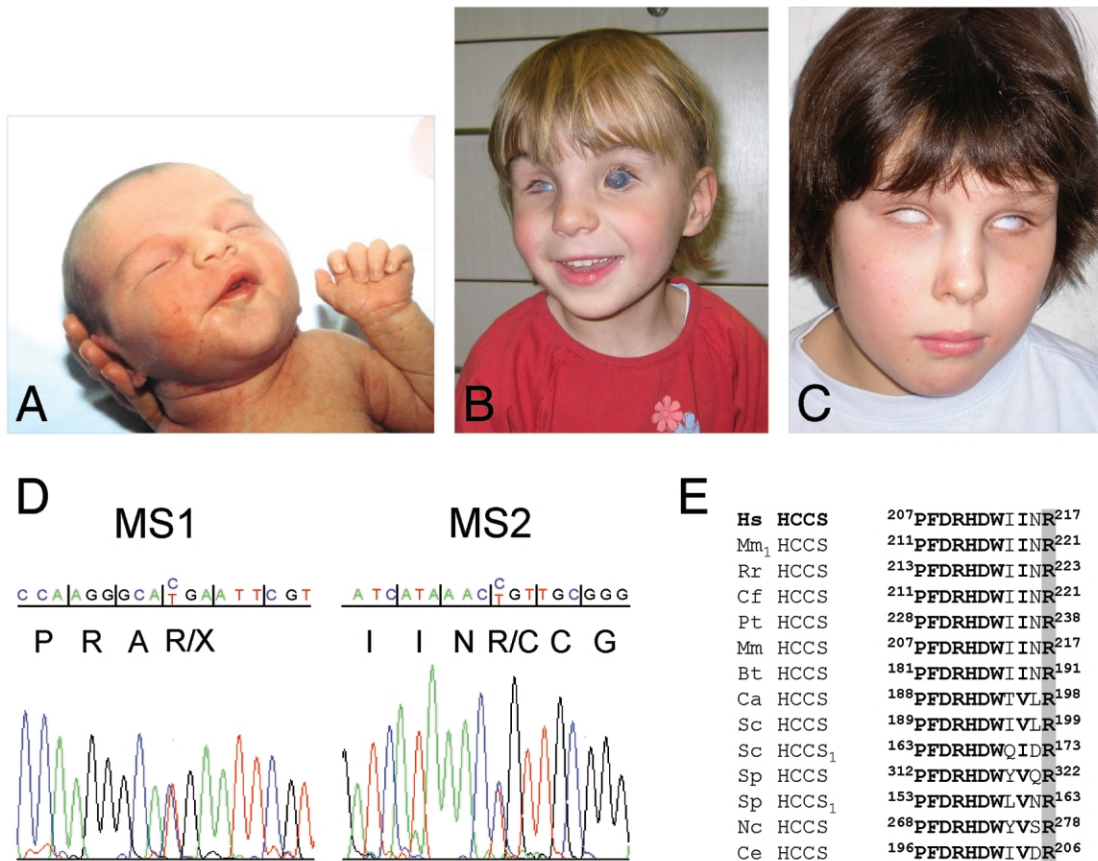 A
B
C
D
MS1
MS2
C C A A G G G C A C/T G A A T T C G T
A T C A T A A A C C/T G T T G C G G G
P R A R/X
I I N R/C C G
E
Hs HCCS 207PFDRHDWIINR217
Mm1 HCCS 211PFDRHDWIINR221
Rr HCCS 213PFDRHDWIINR223
Cf HCCS 211PFDRHDWIINR221
Pt HCCS 228PFDRHDWIINR238
Mm HCCS 207PFDRHDWIINR217
Bt HCCS 181PFDRHDWIINR191
Ca HCCS 188PFDRHDWTVLR198
Sc HCCS 189PFDRHDWIVLR199
Sc HCCS1 163PFDRHDWQIDR173
Sp HCCS 312PFDRHDWYVQR322
Sp HCCS1 153PFDRHDWLVNR163
Nc HCCS 268PFDRHDWYVSR278
Ce HCCS 196PFDRHDWIVDR206